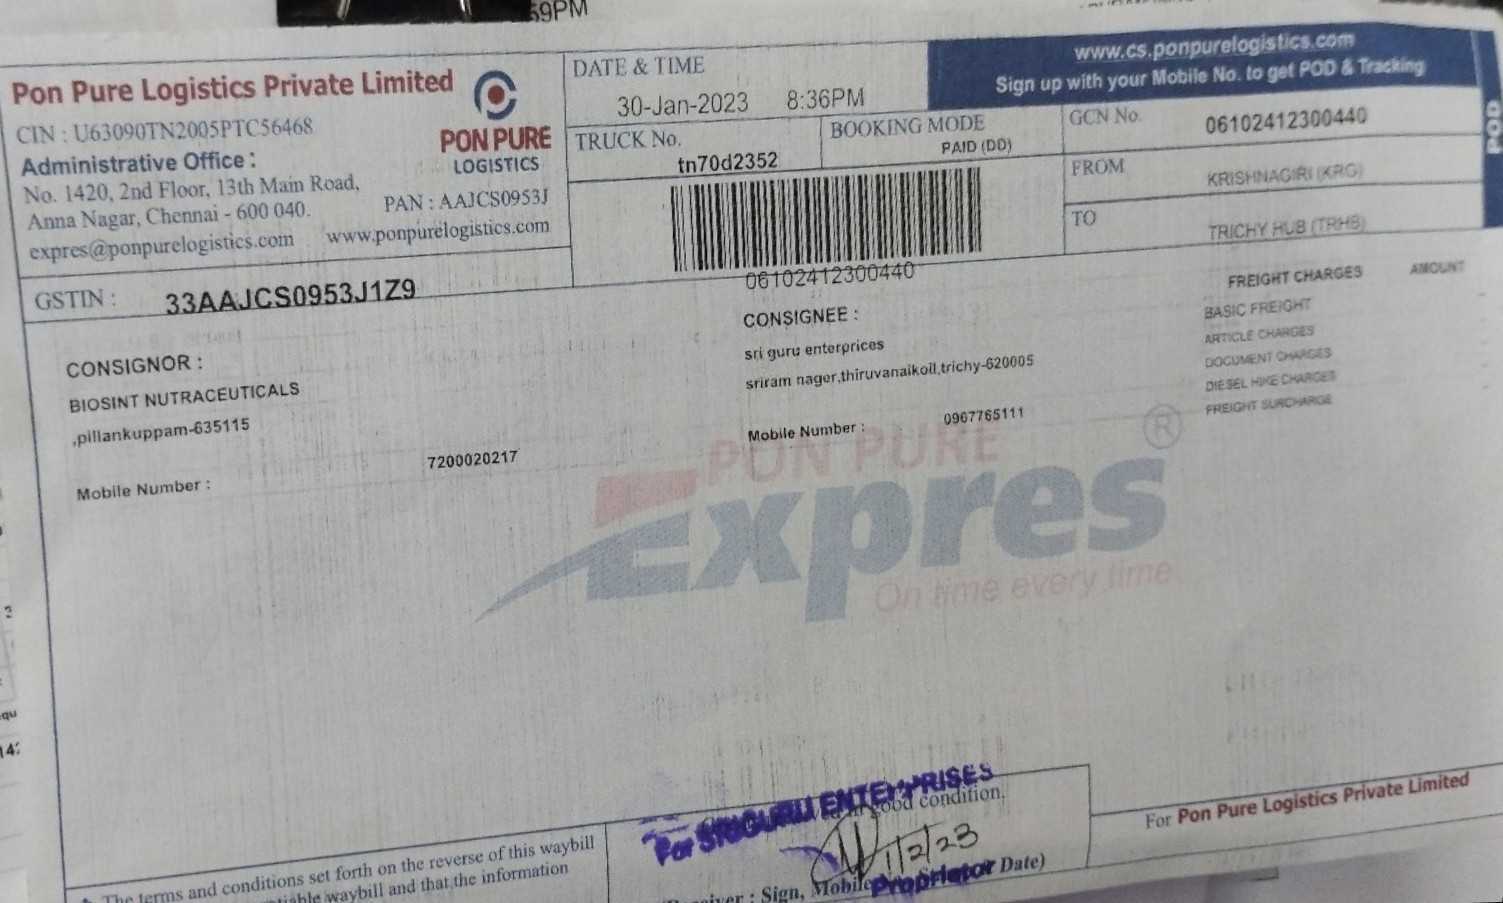 59PM
Pon Pure Logistics Private Limited
CIN : U63090TN2005PTC56468
Administrative Office :
No. 1420, 2nd Floor, 13th Main Road,
Anna Nagar, Chennai - 600 040.
expres@ponpurelogistics.com
PON PURE
LOGISTICS
PAN : AAJCS0953J
www.ponpurelogistics.com
GSTIN : 33AAJCS0953J1Z9
DATE & TIME
30-Jan-2023 8:36PM
TRUCK No.
tn70d2352
BOOKING MODE
PAID (DD)
www.cs.ponpurelogistics.com
Sign up with your Mobile No. to get POD & Tracking
POD
GCN No. 06102412300440
FROM KRISHNAGIRI (KRG)
TO TRICHY HUB (TRHB)
06102412300440
CONSIGNOR :
BIOSINT NUTRACEUTICALS
,pillankuppam-635115
7200020217
Mobile Number :
CONSIGNEE :
sri guru enterprices
sriram nager,thiruvanaikoil,trichy-620005
Mobile Number : 0967765111
FREIGHT CHARGES AMOUNT
BASIC FREIGHT
ARTICLE CHARGES
DOCUMENT CHARGES
DIESEL HIKE CHARGES
FREIGHT SURCHARGE
PON PURE
Expres®
On time every time
The terms and conditions set forth on the reverse of this waybill
waybill and that the information
For SRIGURU ENTERPRISES
good condition.
1/2/23
Proprietor
: Sign, Mobile Date)
For Pon Pure Logistics Private Limited